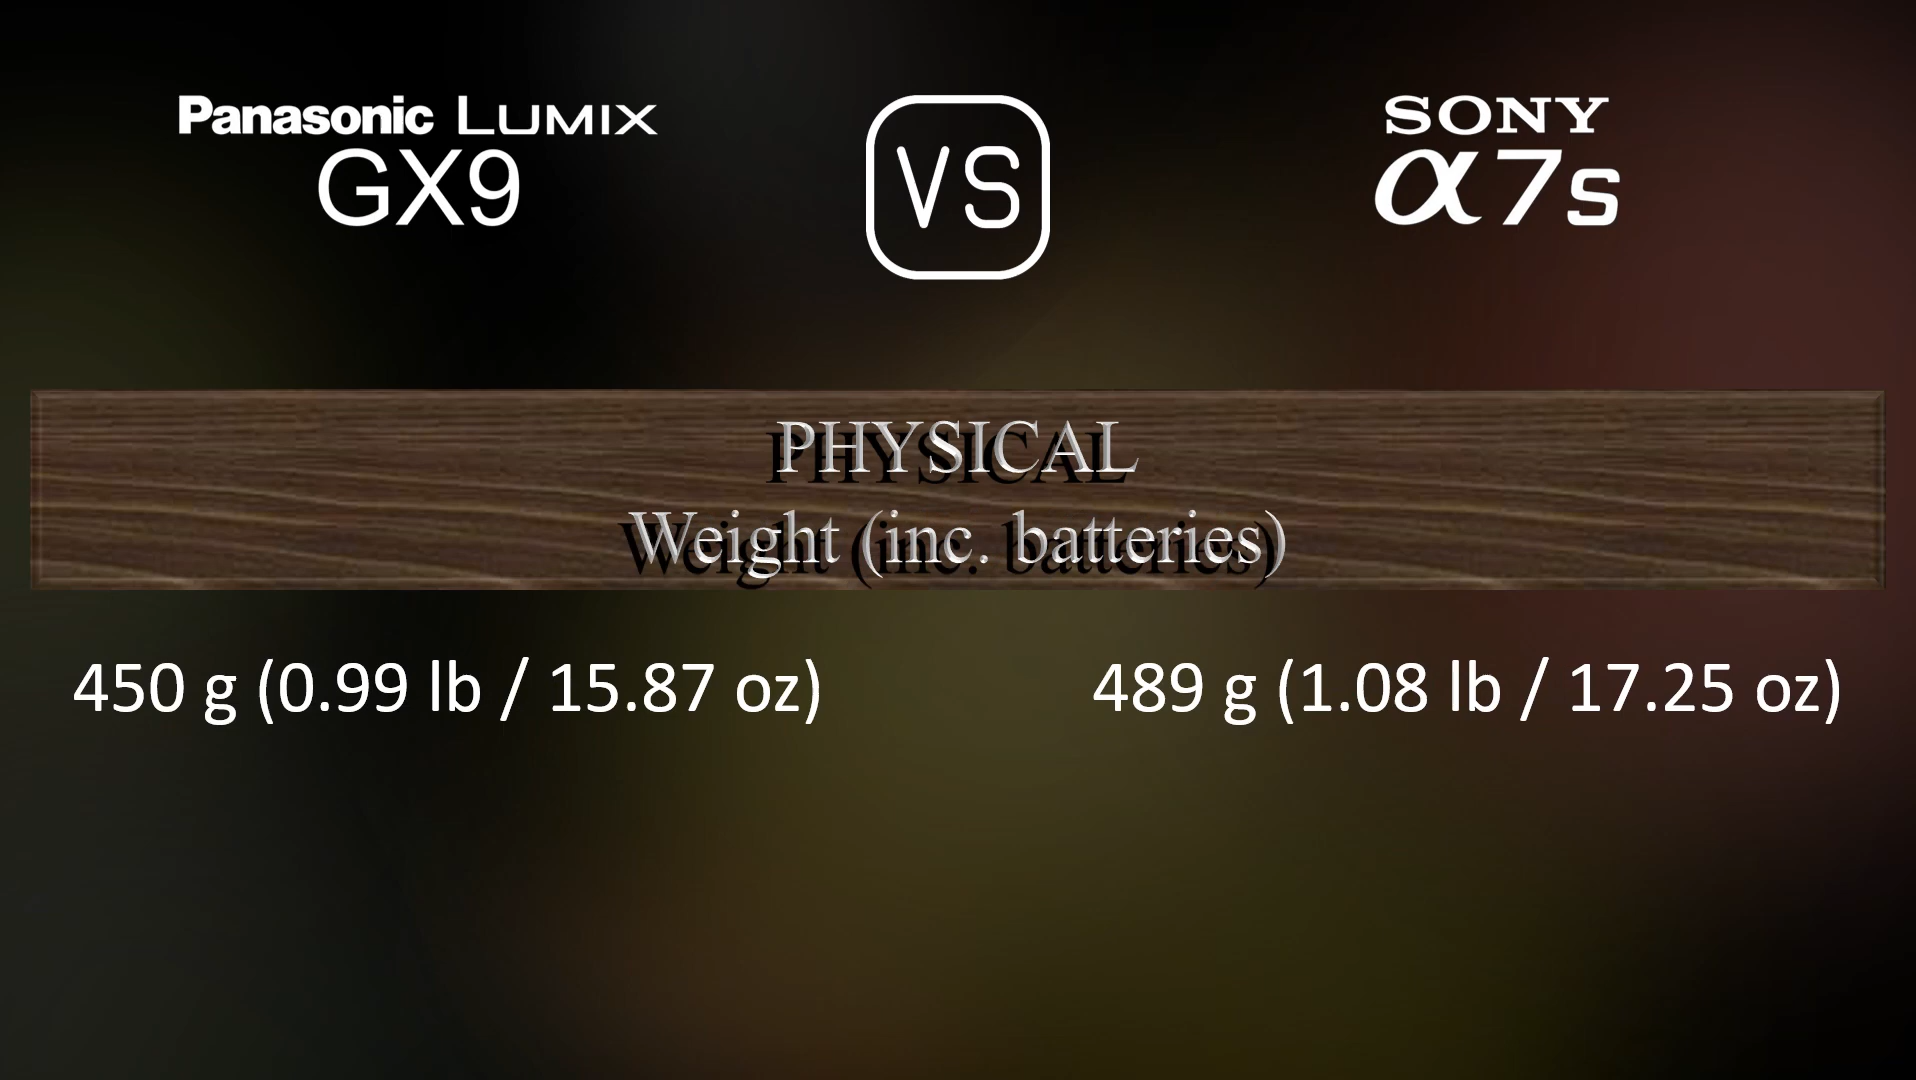 Panasonic LUMIX
GX9
VS
SONY
α7s
PHYSICAL
Weight (inc. batteries)
450 g (0.99 lb / 15.87 oz)
489 g (1.08 lb / 17.25 oz)